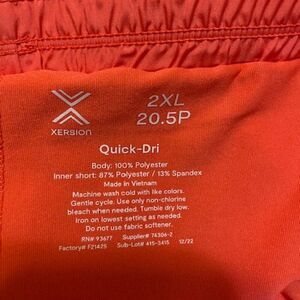 XERSION
2XL
20.5P
Quick-Dri
Body: 100% Polyester
Inner short: 87% Polyester / 13% Spandex
Made in Vietnam
Machine wash cold with like colors.
Gentle cycle. Use only non-chlorine
bleach when needed. Tumble dry low.
Iron on lowest setting as needed.
Do not use fabric softener.
RN# 93677 Supplier# 74306-2
Factory# F21425 Sub-Lot# 415-3415 12/22